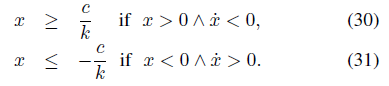 x ≥ c/k if x > 0 ∧ ẋ < 0, (30)
x ≤ −c/k if x < 0 ∧ ẋ > 0. (31)